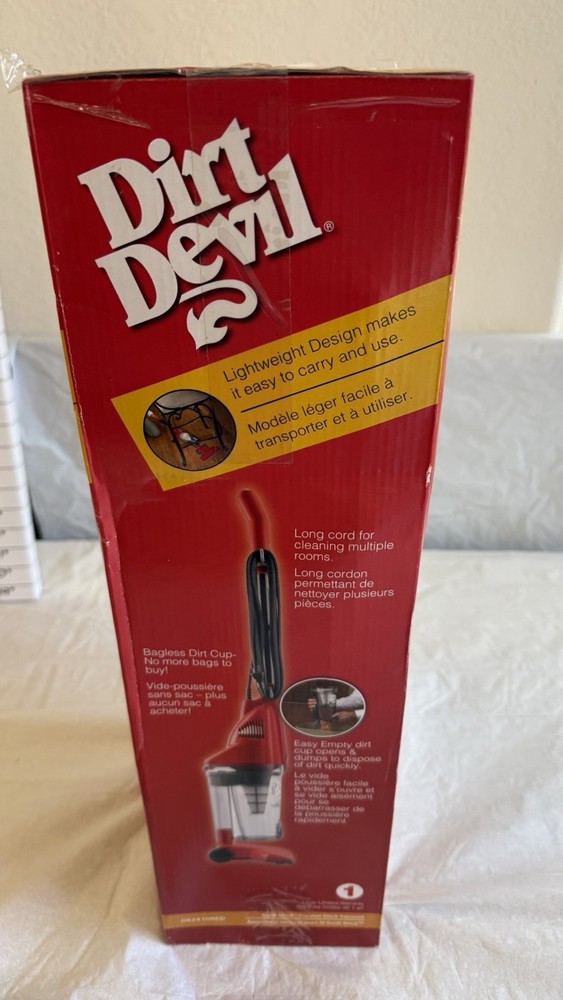 Dirt
Devil®
Lightweight Design makes
it easy to carry and use.
Modèle léger facile à
transporter et à utiliser.
Long cord for
cleaning multiple
rooms.
Long cordon
permettant de
nettoyer plusieurs
pièces.
Bagless Dirt Cup-
No more bags to
buy!
Vide-poussière
sans sac – plus
aucun sac à
acheter!
Easy Empty dirt
cup opens &
dumps to dispose
of dirt quickly.
Le vide
poussière facile
à vider s'ouvre et
se vide aisément
pour se
débarrasser de
la poussière
rapidement.
1